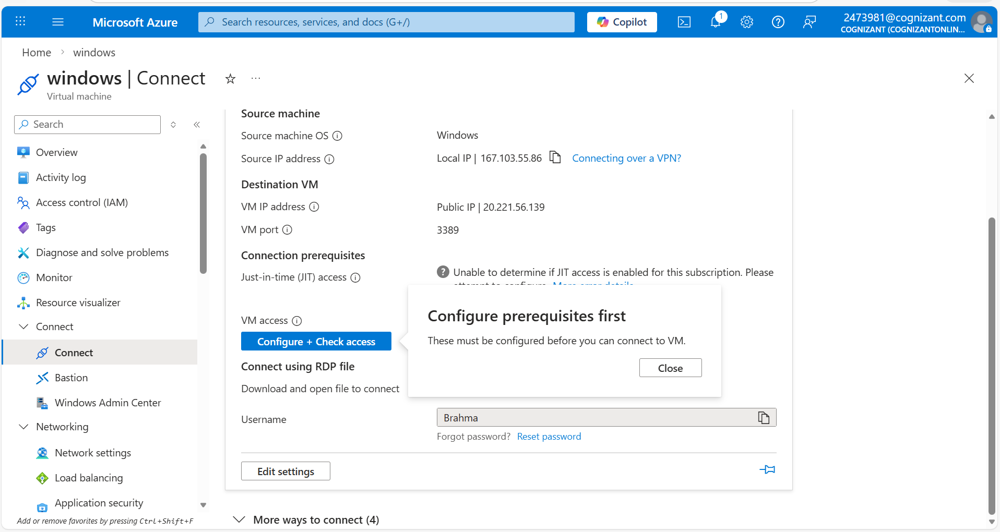 Microsoft Azure
Search resources, services, and docs (G+/)
Copilot
1
2473981@cognizant.com
COGNIZANT (COGNIZANTONLIN...
Home > windows
windows | Connect
Virtual machine
Search
Overview
Activity log
Access control (IAM)
Tags
Diagnose and solve problems
Monitor
Resource visualizer
Connect
Connect
Bastion
Windows Admin Center
Networking
Network settings
Load balancing
Application security
Add or remove favorites by pressing Ctrl+Shift+F
Source machine
Source machine OS
Windows
Source IP address
Local IP | 167.103.55.86
Connecting over a VPN?
Destination VM
VM IP address
Public IP | 20.221.56.139
VM port
3389
Connection prerequisites
Just-in-time (JIT) access
Unable to determine if JIT access is enabled for this subscription. Please
attempt to configure. More error details
VM access
Configure + Check access
Configure prerequisites first
These must be configured before you can connect to VM.
Close
Connect using RDP file
Download and open file to connect
Username
Brahma
Forgot password? Reset password
Edit settings
More ways to connect (4)